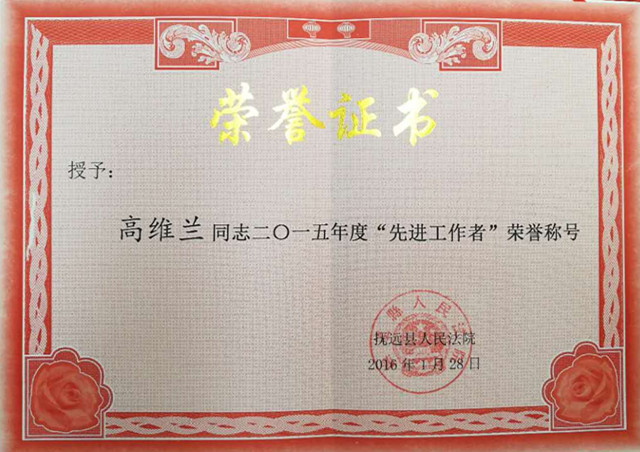 荣誉证书
授予：
高维兰同志二〇一五年度“先进工作者”荣誉称号
抚远县人民法院
2016年1月28日